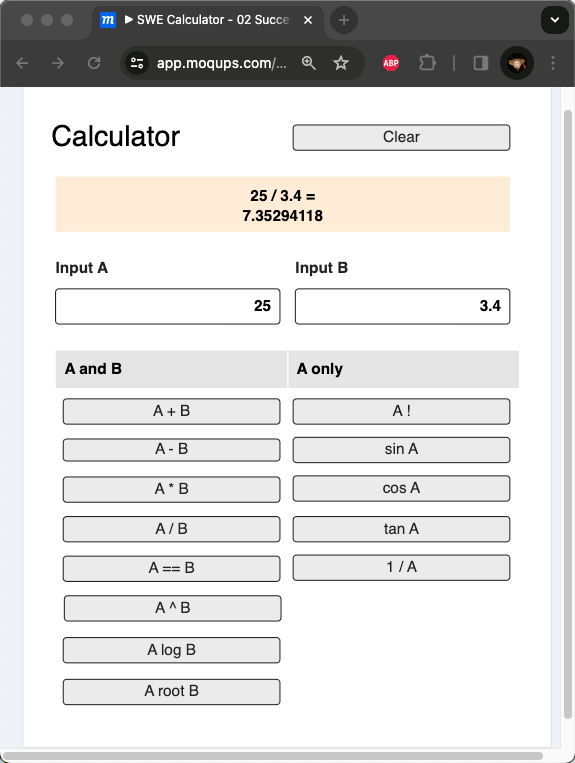 ▶ SWE Calculator - 02 Succe
app.moqups.com/...
ABP
Calculator
Clear
25 / 3.4 =
7.35294118
Input A
Input B
25
3.4
A and B
A only
A + B
A !
A - B
sin A
A * B
cos A
A / B
tan A
A == B
1 / A
A ^ B
A log B
A root B